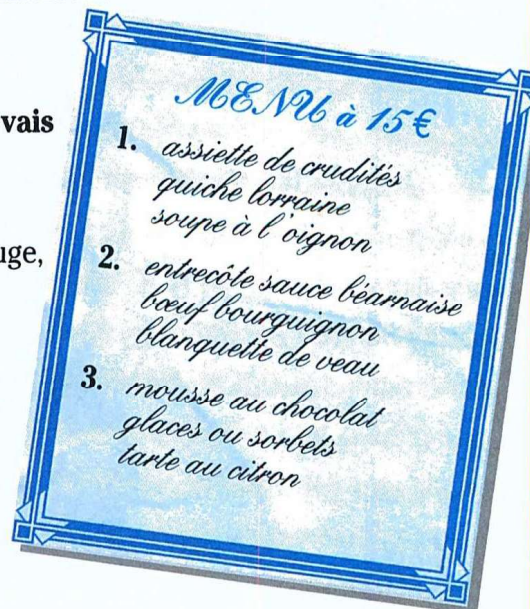 vais
uge,
MENU à 15 €
1. assiette de crudités
quiche lorraine
soupe à l'oignon
2. entrecôte sauce béarnaise
bœuf bourguignon
blanquette de veau
3. mousse au chocolat
glaces ou sorbets
tarte au citron